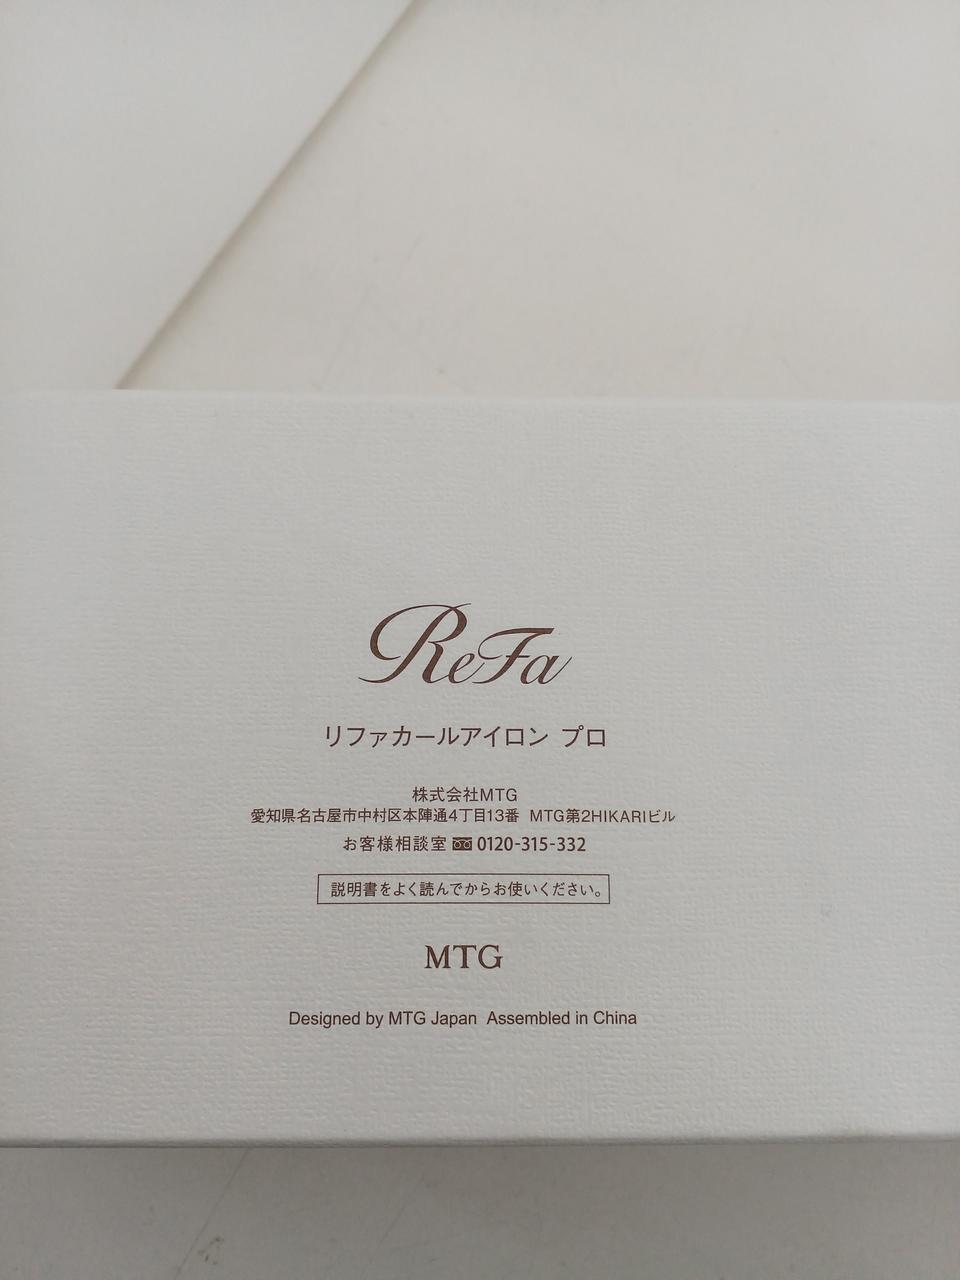 ReFa
リファカールアイロン プロ
株式会社MTG
愛知県名古屋市中村区本陣通4丁目13番 MTG第2HIKARIビル
お客様相談室 0120-315-332
説明書をよく読んでからお使いください。
MTG
Designed by MTG Japan Assembled in China